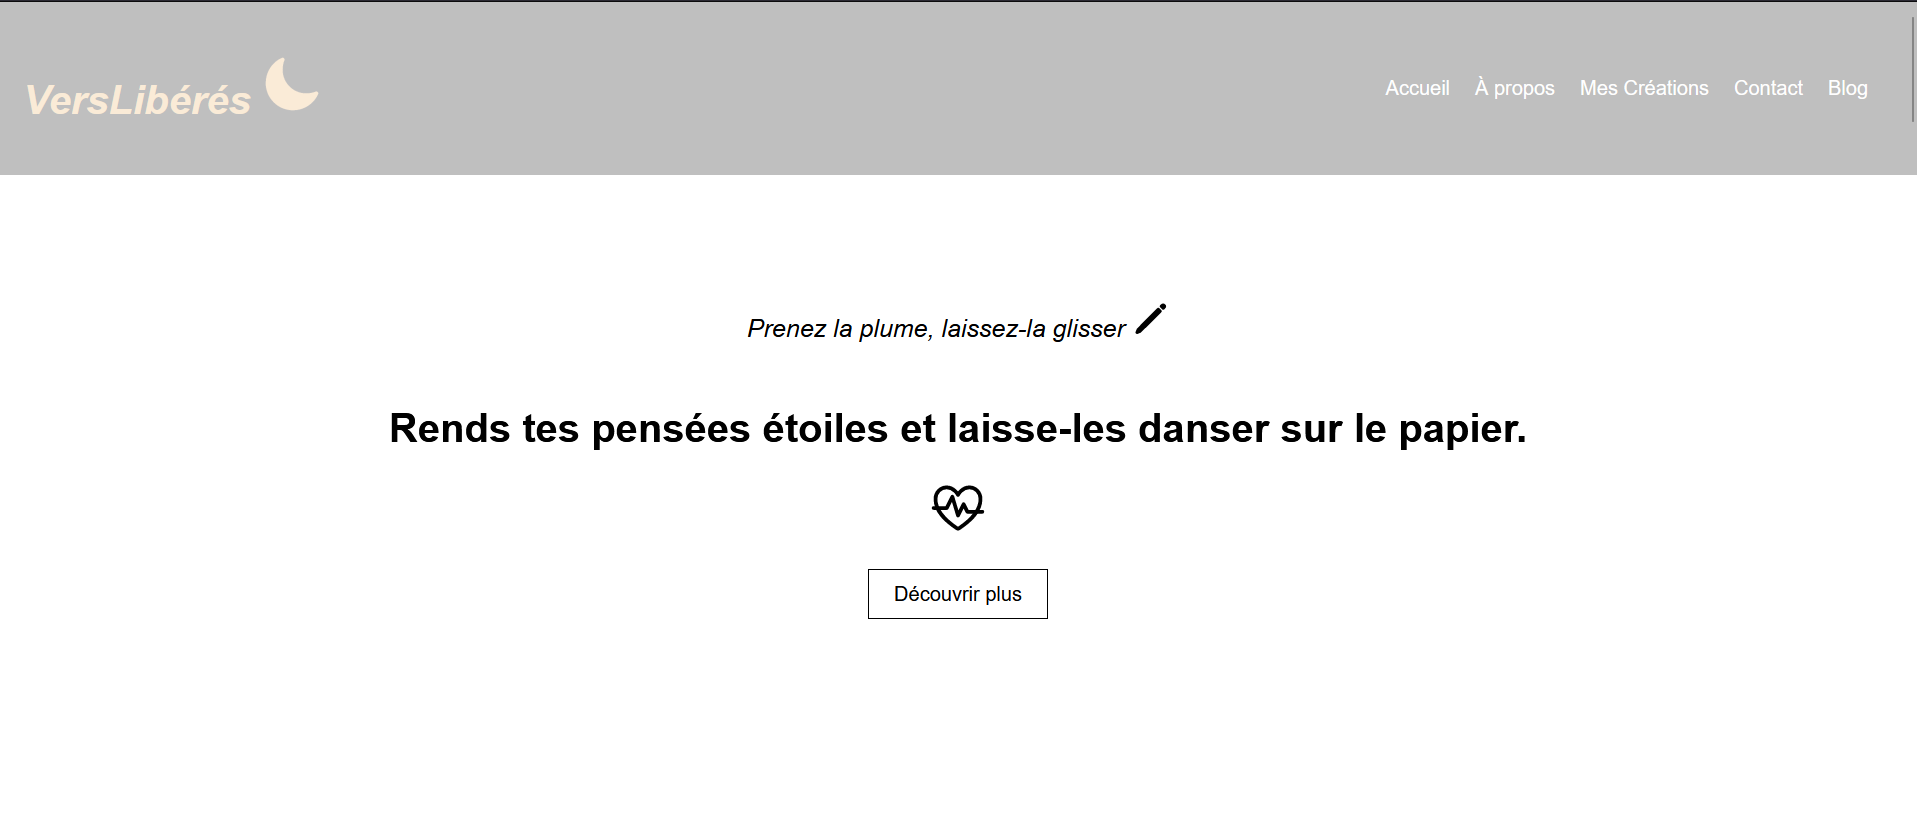 VersLibérés
Accueil À propos Mes Créations Contact Blog
Prenez la plume, laissez-la glisser
Rends tes pensées étoiles et laisse-les danser sur le papier.
Découvrir plus